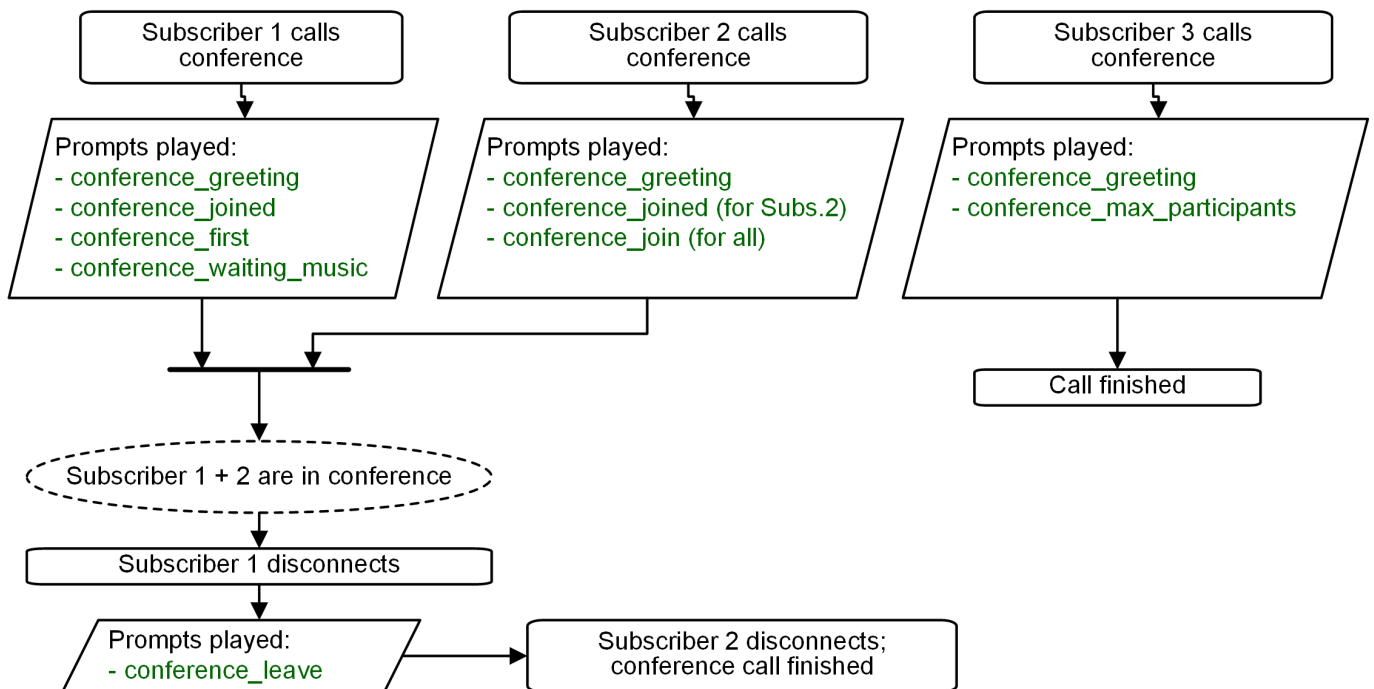 Subscriber 1 calls
conference
Subscriber 2 calls
conference
Subscriber 3 calls
conference
Prompts played:
- conference_greeting
- conference_joined
- conference_first
- conference_waiting_music
Prompts played:
- conference_greeting
- conference_joined (for Subs.2)
- conference_join (for all)
Prompts played:
- conference_greeting
- conference_max_participants
Call finished
Subscriber 1 + 2 are in conference
Subscriber 1 disconnects
Prompts played:
- conference_leave
Subscriber 2 disconnects;
conference call finished